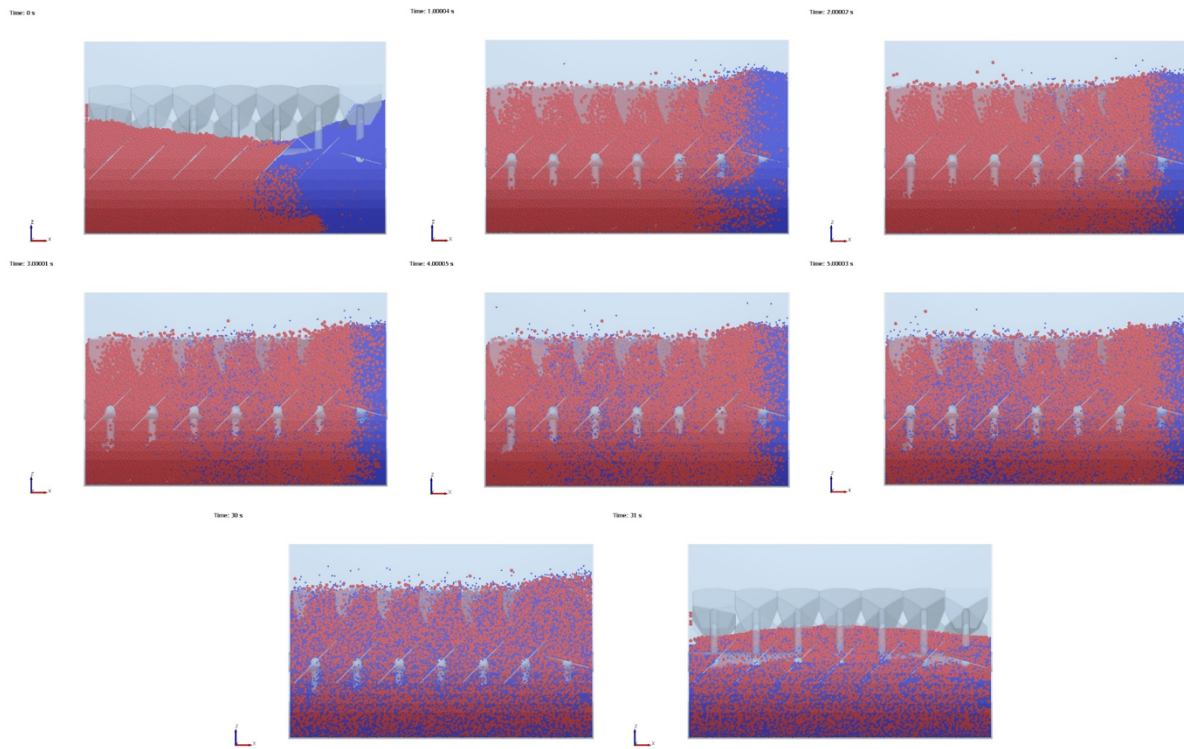 Time: 0 s
Time: 1.00004 s
Time: 2.00002 s
Z
X
Z
X
Z
X
Time: 3.00001 s
Time: 4.00005 s
Time: 5.00003 s
Z
X
Z
X
Z
X
Time: 30 s
Time: 31 s
Z
X
Z
X